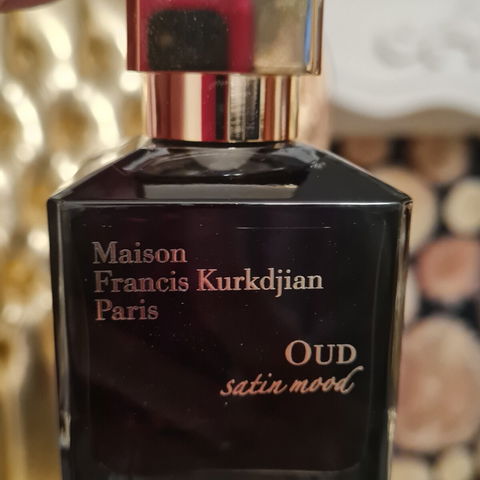 Maison
Francis Kurkdjian
Paris
OUD
satin mood